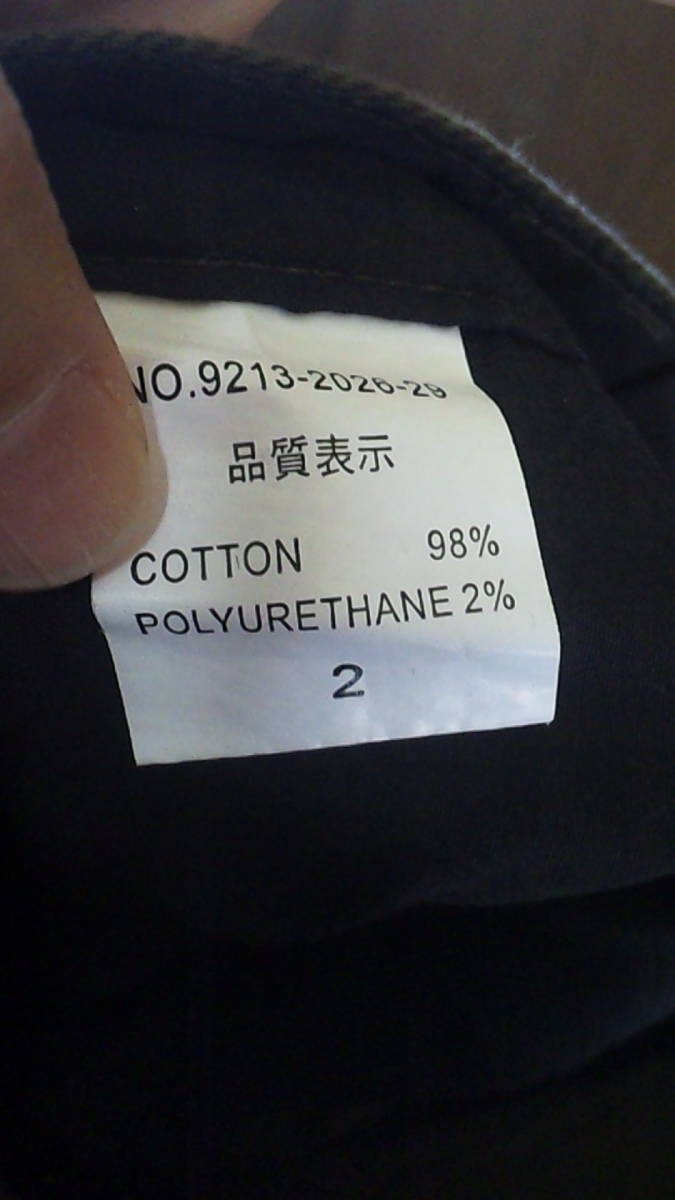 NO.9213-2026-29
品質表示
COTTON 98%
POLYURETHANE 2%
2